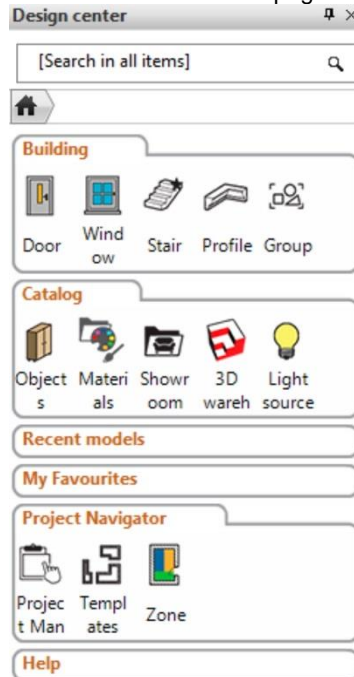 Design center
[Search in all items]
Building
Door Wind Stair Profile Group
ow
Catalog
Object Materi Showr 3D Light
s als oom wareh source
Recent models
My Favourites
Project Navigator
Projec Templ Zone
t Man ates
Help